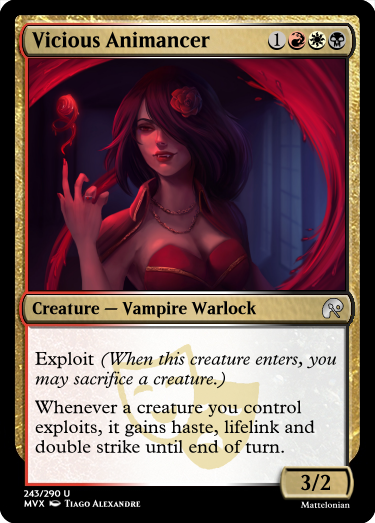 Vicious Animancer 1
Creature — Vampire Warlock
Exploit (When this creature enters, you
may sacrifice a creature.)
Whenever a creature you control
exploits, it gains haste, lifelink and
double strike until end of turn.
3/2
243/290 U
MVX Tiago Alexandre Mattelonian